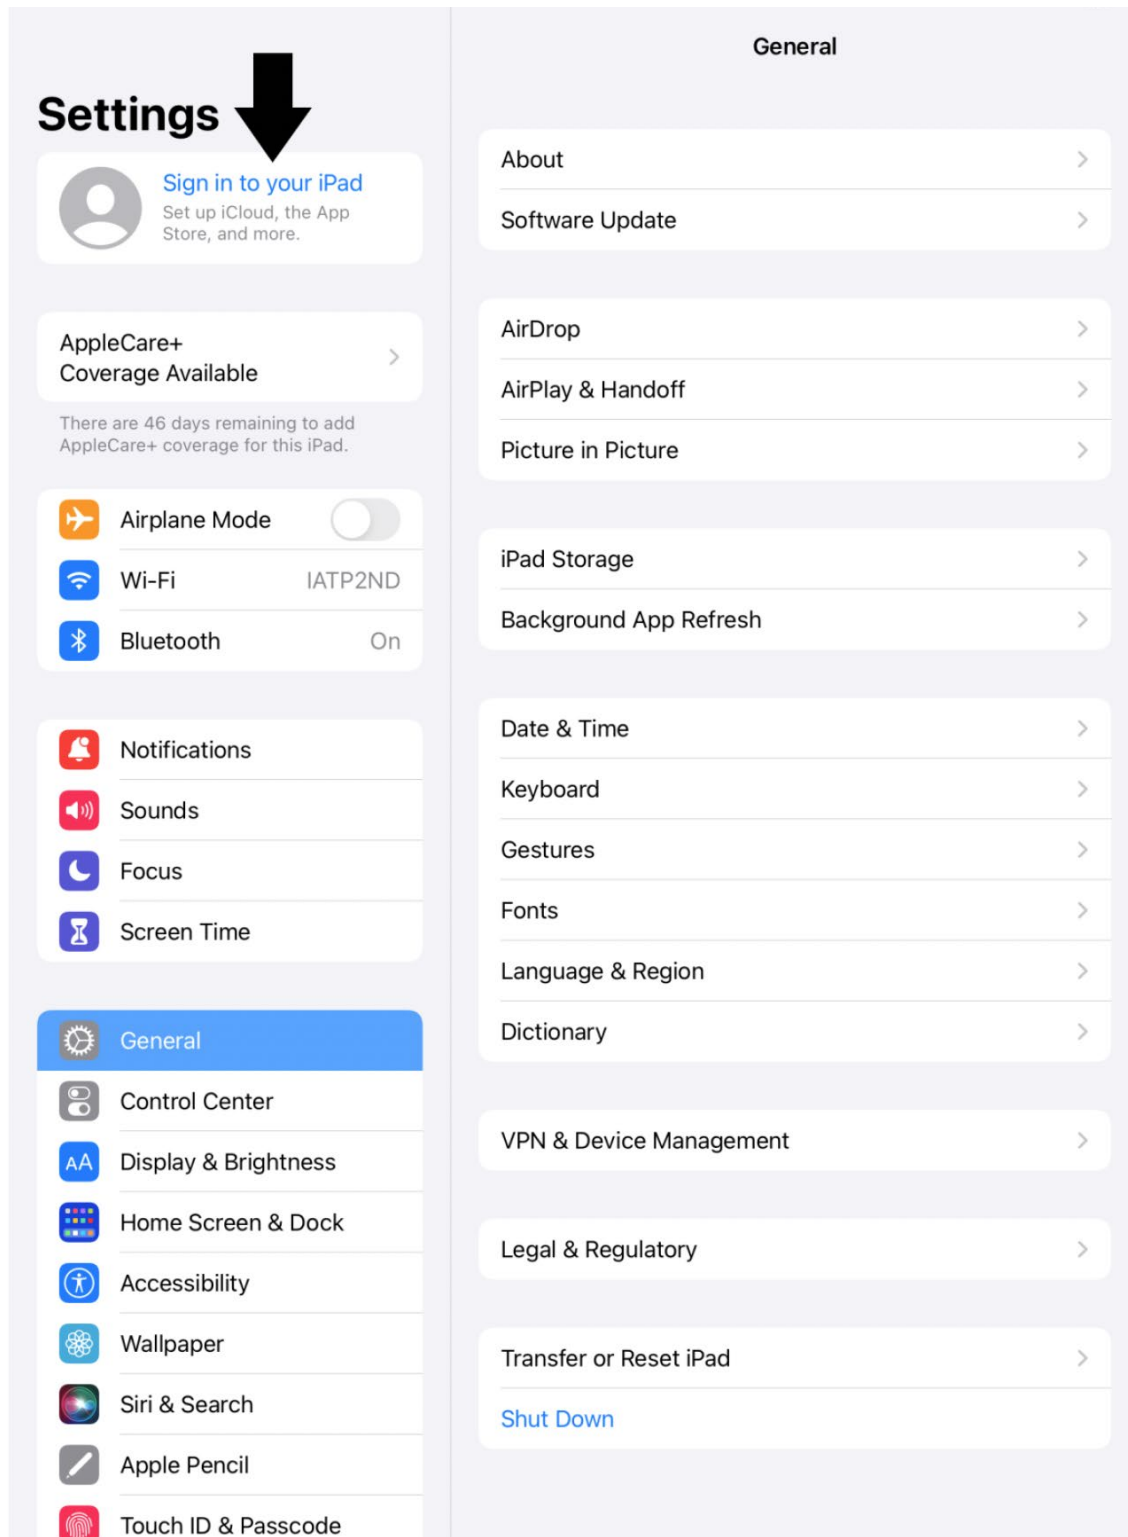 Settings
Sign in to your iPad
Set up iCloud, the App
Store, and more.
AppleCare+
Coverage Available
There are 46 days remaining to add
AppleCare+ coverage for this iPad.
Airplane Mode
Wi-Fi IATP2ND
Bluetooth On
Notifications
Sounds
Focus
Screen Time
General
Control Center
AA Display & Brightness
Home Screen & Dock
Accessibility
Wallpaper
Siri & Search
Apple Pencil
Touch ID & Passcode
General
About
Software Update
AirDrop
AirPlay & Handoff
Picture in Picture
iPad Storage
Background App Refresh
Date & Time
Keyboard
Gestures
Fonts
Language & Region
Dictionary
VPN & Device Management
Legal & Regulatory
Transfer or Reset iPad
Shut Down